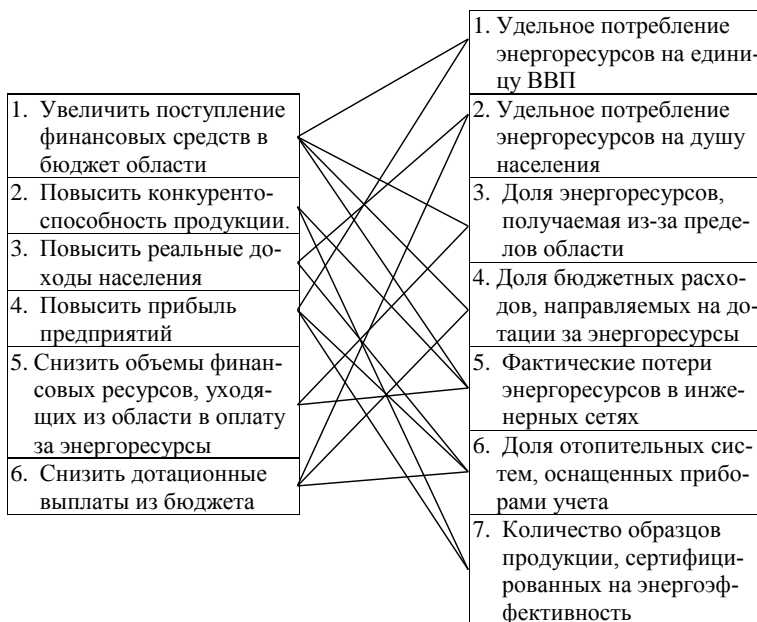 1. Увеличить поступление
финансовых средств в
бюджет области
2. Повысить конкуренто-
способность продукции.
3. Повысить реальные до-
ходы населения
4. Повысить прибыль
предприятий
5. Снизить объемы финан-
совых ресурсов, уходя-
щих из области в оплату
за энергоресурсы
6. Снизить дотационные
выплаты из бюджета
1. Удельное потребление
энергоресурсов на едини-
цу ВВП
2. Удельное потребление
энергоресурсов на душу
населения
3. Доля энергоресурсов,
получаемая из-за преде-
лов области
4. Доля бюджетных расхо-
дов, направляемых на до-
тации за энергоресурсы
5. Фактические потери
энергоресурсов в инже-
нерных сетях
6. Доля отопительных сис-
тем, оснащенных прибо-
рами учета
7. Количество образцов
продукции, сертифици-
рованных на энергоэф-
фективность